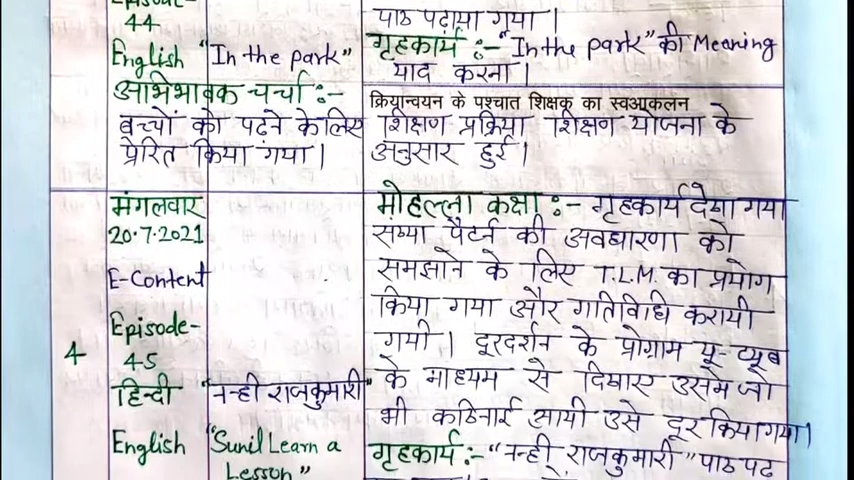 Episode-
44
English "In the park"
अभिभावक चर्चा :-
बच्चों को पढ़ने के लिए
प्रेरित किया गया।
पाठ पढ़ाया गया।
गृहकार्य :- "In the park" की Meaning
याद करना।
क्रियान्वयन के पश्चात शिक्षक का स्वआकलन
शिक्षण प्रक्रिया शिक्षण योजना के
अनुसार हुई।
4
मंगलवार
20.7.2021
E-Content
Episode-
45
हिन्दी "नन्ही राजकुमारी"
English "Sunil Learn a
Lesson"
मोहल्ला कक्षा :- गृहकार्य देखा गया
संख्या पैटर्न की अवधारणा को
समझाने के लिए T.L.M. का प्रयोग
किया गया और गतिविधि करायी
गयी। दूरदर्शन के प्रोग्राम यू-ट्यूब
के माध्यम से दिखाए उसमें जो
भी कठिनाई आयी उसे दूर किया गया।
गृहकार्य :- "नन्ही राजकुमारी" पाठ पढ़